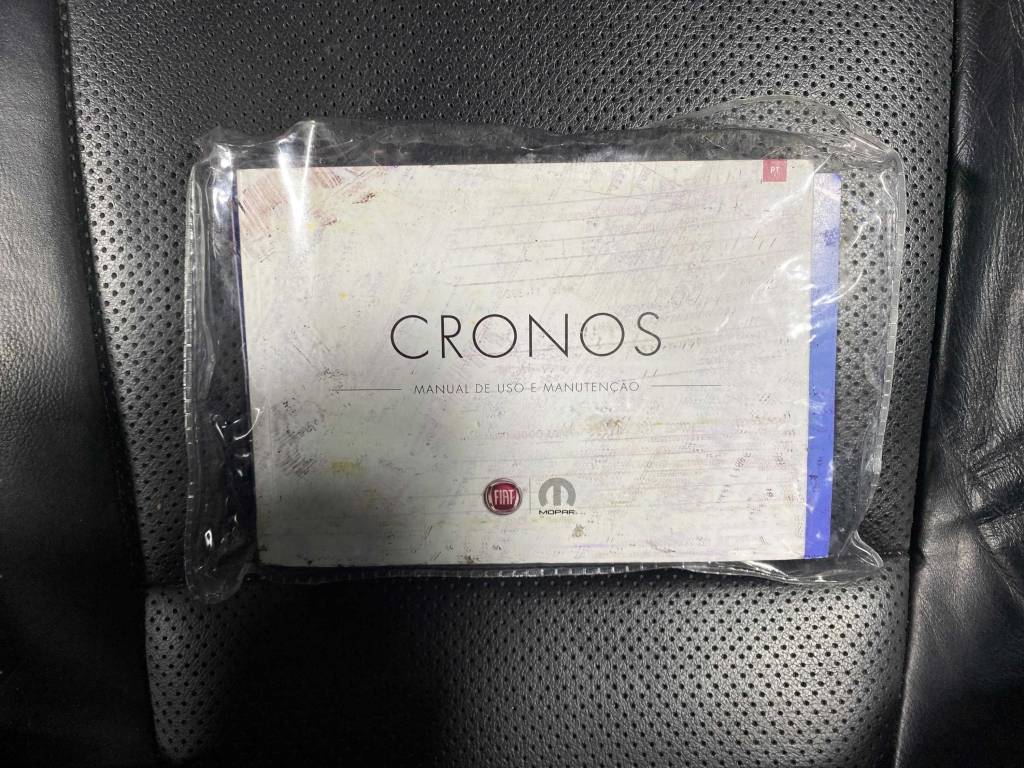 PT
CRONOS
MANUAL DE USO E MANUTENÇÃO
FIAT
MOPAR